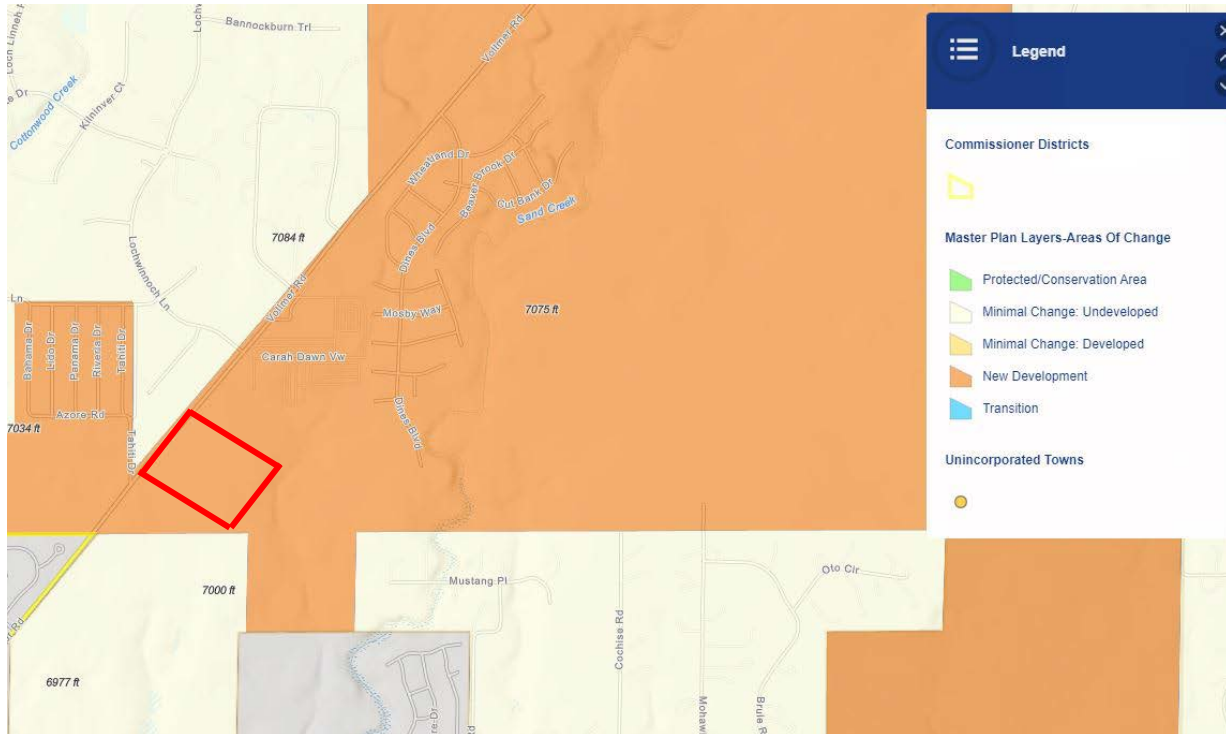 Bannockburn Trl
Vollmer Rd
Kilninver Ct
Cottonwood Creek
Wheatland Dr
Beaver Brook Dr
Cut Bank Dr
Sand Creek
7084 ft
Dines Blvd
Lochwinnoch Ln
Vollmer Rd
Mosby Way
7075 ft
Ln
Bahama Dr
Lido Dr
Panama Dr
Riveria Dr
Tahiti Dr
Carah Dawn Vw
Azore Rd
7034 ft
Tahiti Dr
Dines Blvd
Mustang Pl
Oto Cir
7000 ft
Cochise Rd
6977 ft
Legend
Commissioner Districts
Master Plan Layers-Areas Of Change
Protected/Conservation Area
Minimal Change: Undeveloped
Minimal Change: Developed
New Development
Transition
Unincorporated Towns